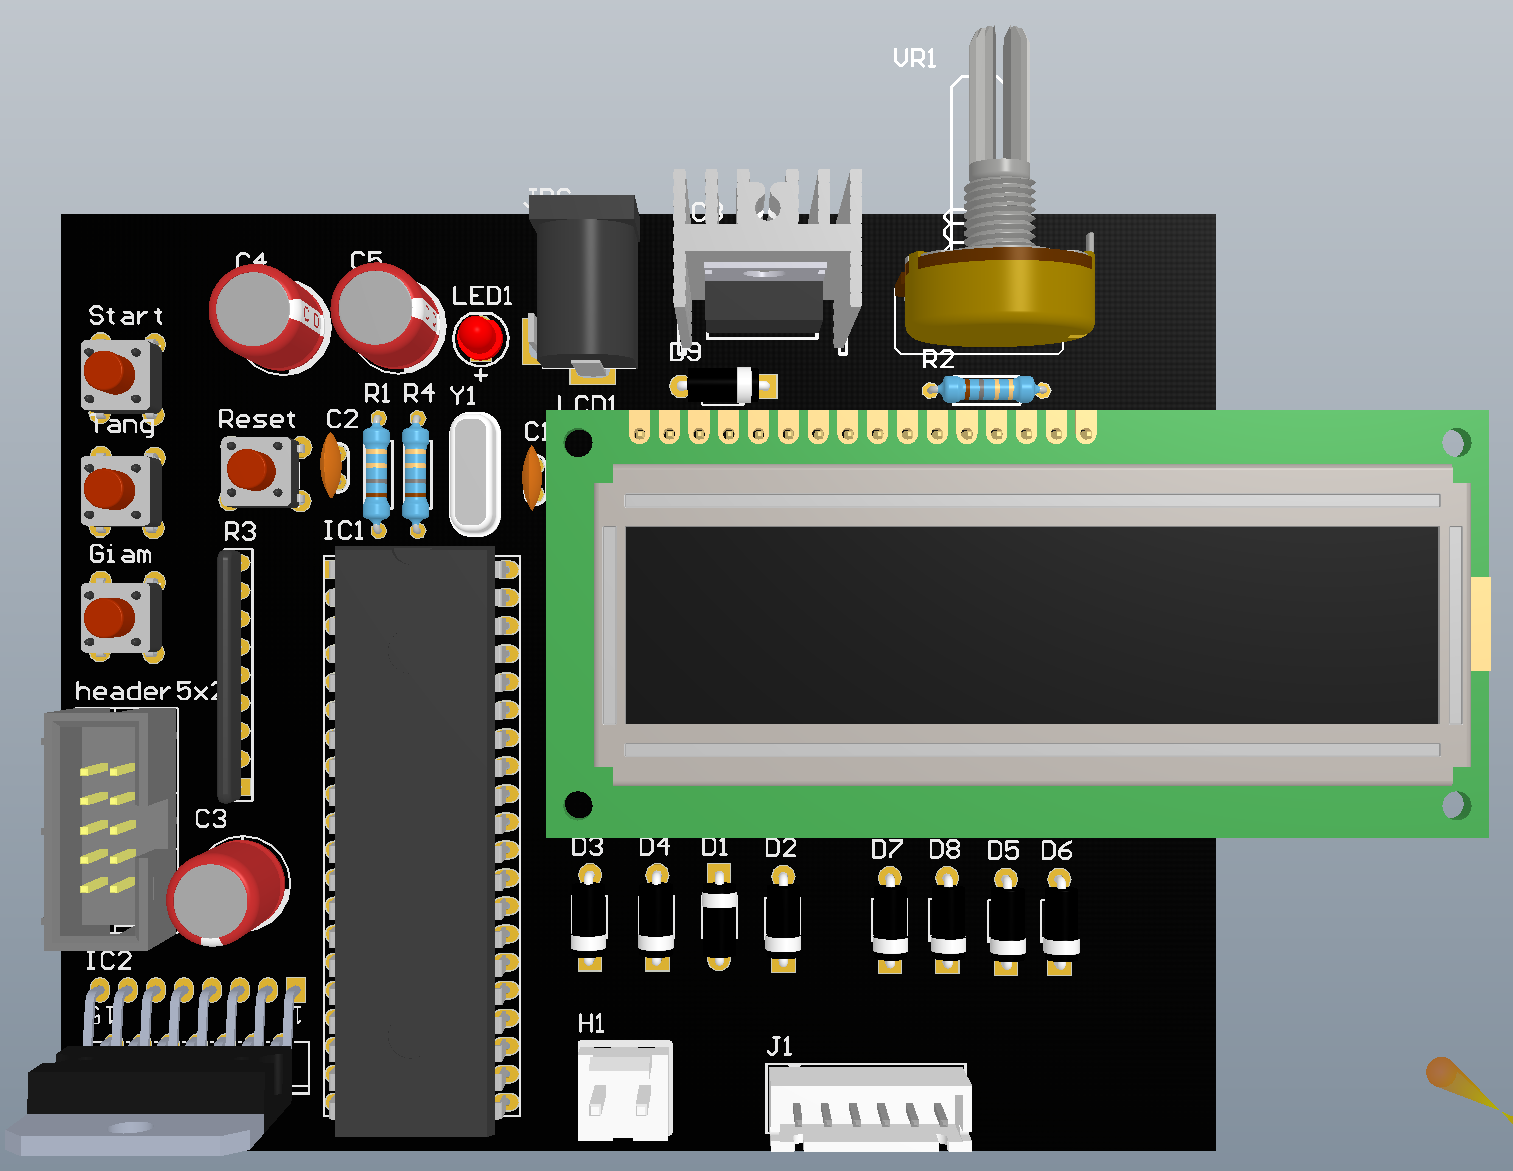 VR1
C4
C5
LED1
Start
+
D9
R2
R1
R4
Y1
LCD1
Tang
Reset
C2
C1
R3
IC1
Giam
header5x2
C3
D3
D4
D1
D2
D7
D8
D5
D6
IC2
H1
J1